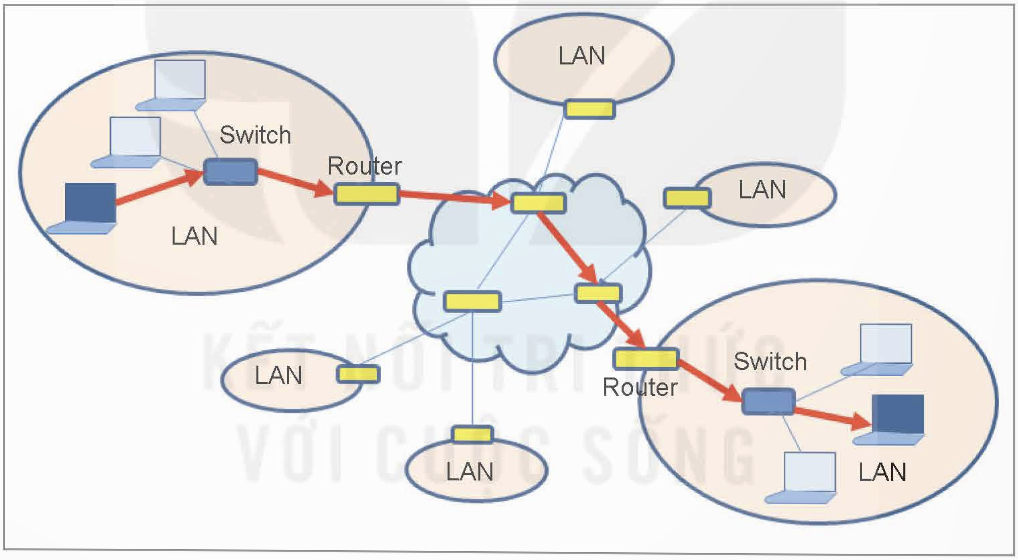 LAN
Switch
Router
LAN
LAN
LAN
Switch
Router
LAN
LAN
LAN
KẾT NỐI TRI THỨC
VỚI CUỘC SỐNG